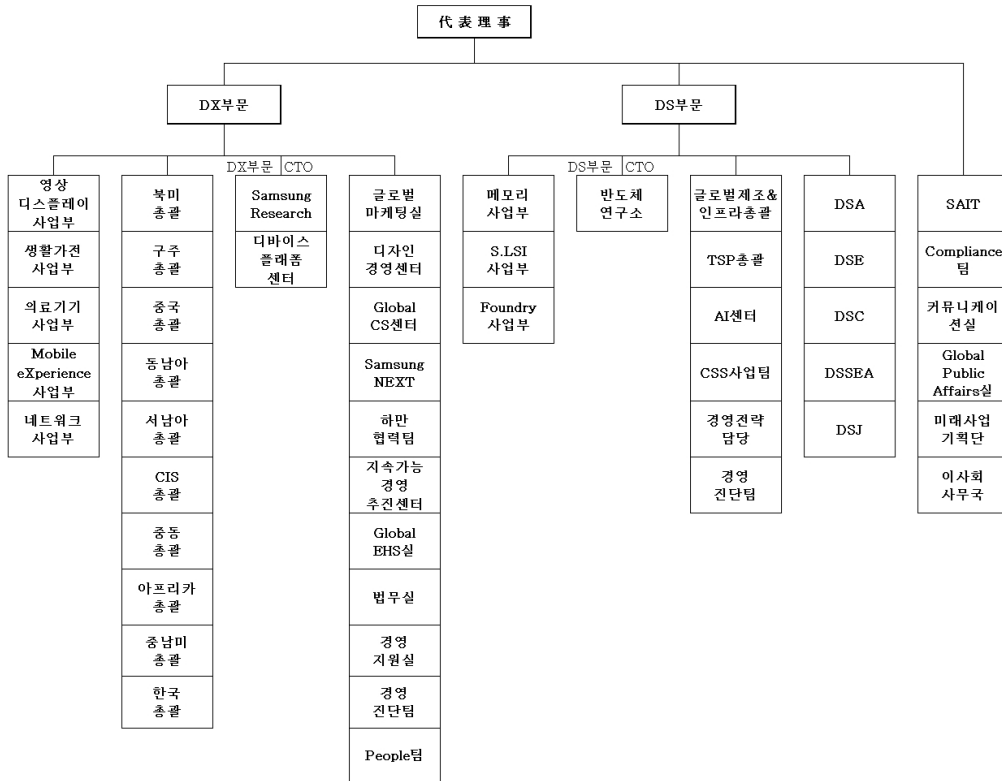 代表理事
DX부문
DS부문
DX부문 CTO
DS부문 CTO
영상
디스플레이
사업부
생활가전
사업부
의료기기
사업부
Mobile
eXperience
사업부
네트워크
사업부
북미
총괄
구주
총괄
중국
총괄
동남아
총괄
서남아
총괄
CIS
총괄
중동
총괄
아프리카
총괄
중남미
총괄
한국
총괄
Samsung
Research
디바이스
플래폼
센터
글로벌
마케팅실
디자인
경영센터
Global
CS센터
Samsung
NEXT
하만
협력팀
지속가능
경영
추진센터
Global
EHS실
법무실
경영
지원실
경영
진단팀
People팀
메모리
사업부
S.LSI
사업부
Foundry
사업부
반도체
연구소
글로벌제조&
인프라총괄
TSP총괄
AI센터
CSS사업팀
경영전략
담당
경영
진단팀
DSA
DSE
DSC
DSSEA
DSJ
SAIT
Compliance
팀
커뮤니케이
션실
Global
Public
Affairs실
미래사업
기획단
이사회
사무국